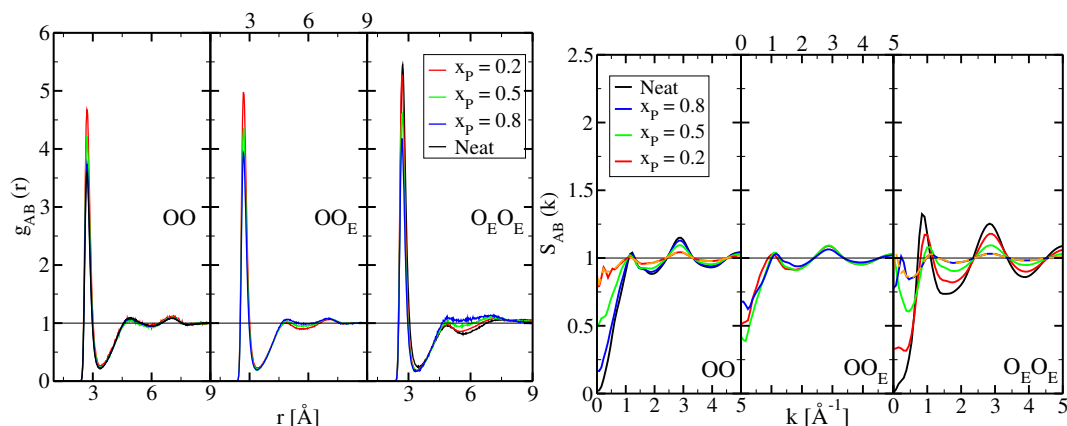 3 6 9
6
5
4
3
2
1
0
g_AB (r)
x_P = 0.2
x_P = 0.5
x_P = 0.8
Neat
OO
OO_E
O_E O_E
3 6 9
3 6 9
r [Å]
0 1 2 3 4 5
2.5
2
1.5
1
0.5
0
S_AB (k)
Neat
x_P = 0.8
x_P = 0.5
x_P = 0.2
OO
OO_E
O_E O_E
0 1 2 3 4 5
0 1 2 3 4 5
k [Å⁻¹]